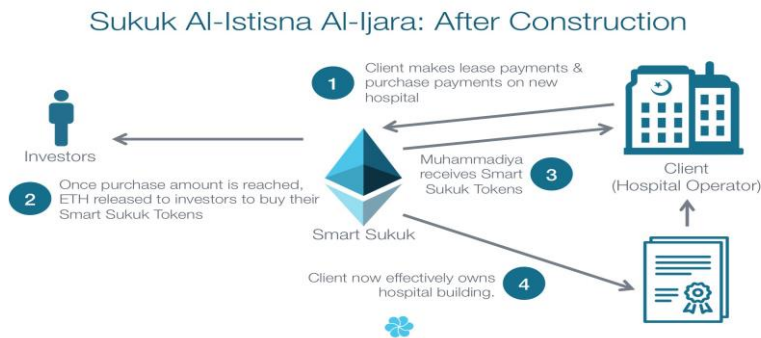 Sukuk Al-Istisna Al-Ijara: After Construction
1
Client makes lease payments &
purchase payments on new
hospital
Investors
2
Once purchase amount is reached,
ETH released to investors to buy their
Smart Sukuk Tokens
Smart Sukuk
Muhammadiya
receives Smart
Sukuk Tokens
3
Client
(Hospital Operator)
Client now effectively owns
hospital building.
4